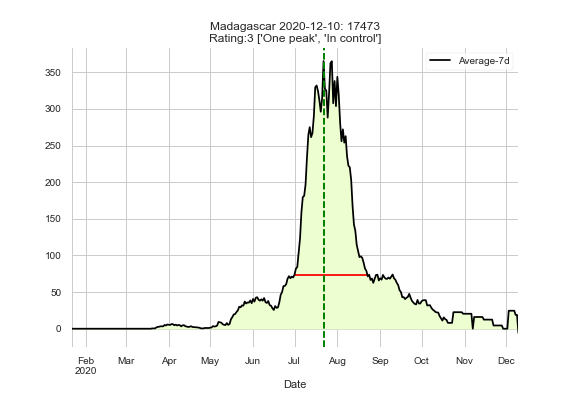 Madagascar 2020-12-10: 17473
Rating:3 ['One peak', 'In control']
Average-7d
350
300
250
200
150
100
50
0
Feb Mar Apr May Jun Jul Aug Sep Oct Nov Dec
2020
Date